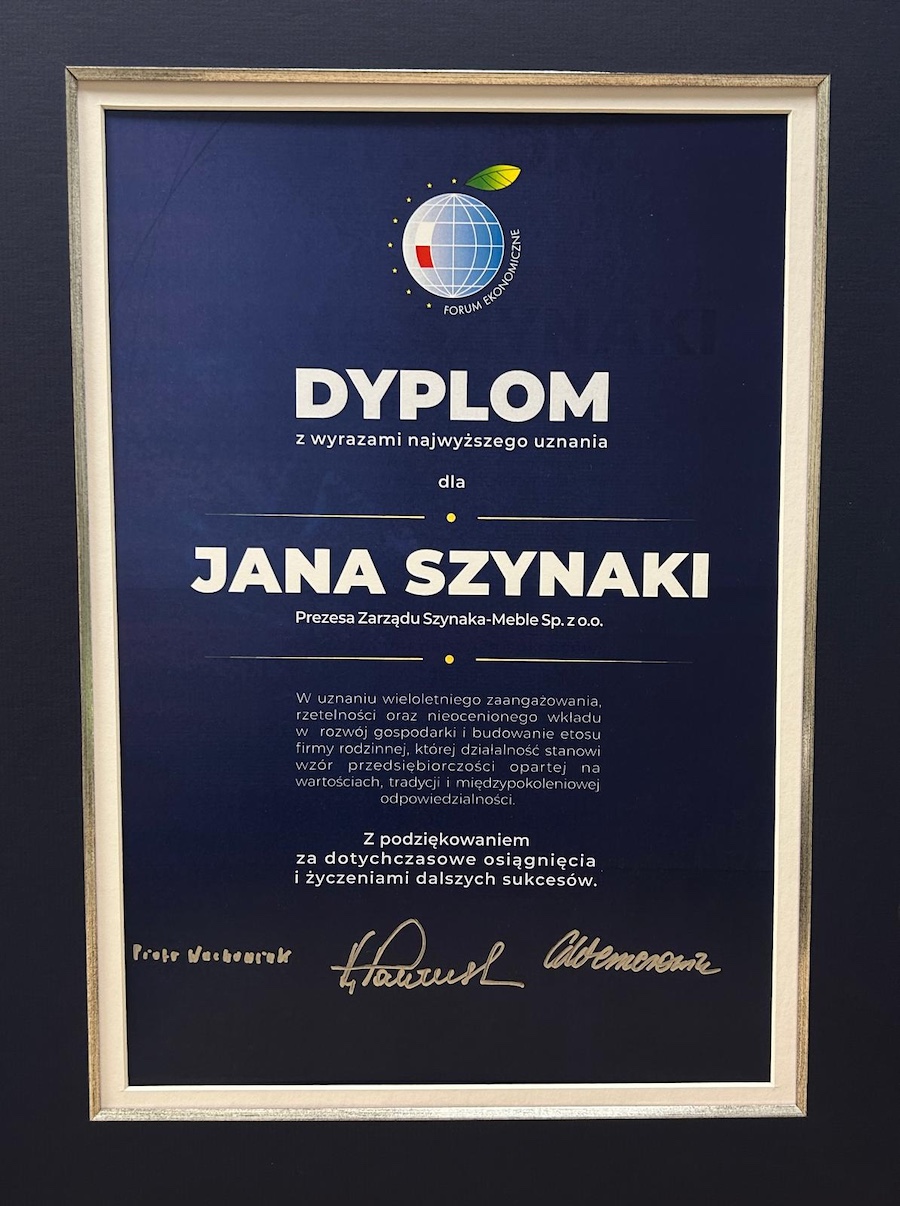 FORUM EKONOMICZNE
DYPLOM
z wyrazami najwyższego uznania
dla
JANA SZYNAKI
Prezesa Zarządu Szynaka-Meble Sp. z o.o.
W uznaniu wieloletniego zaangażowania,
rzetelności oraz nieocenionego wkładu
w rozwój gospodarki i budowanie etosu
firmy rodzinnej, której działalność stanowi
wzór przedsiębiorczości opartej na
wartościach, tradycji i międzypokoleniowej
odpowiedzialności.
Z podziękowaniem
za dotychczasowe osiągnięcia
i życzeniami dalszych sukcesów.
Piotr Wachowiak